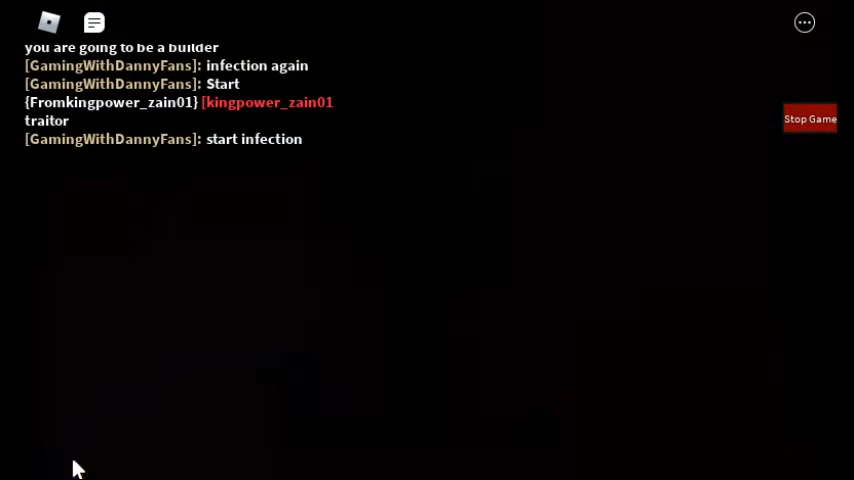 you are going to be a builder
[GamingWithDannyFans]: infection again
[GamingWithDannyFans]: Start
{Fromkingpower_zain01} [kingpower_zain01
traitor
[GamingWithDannyFans]: start infection
Stop Game